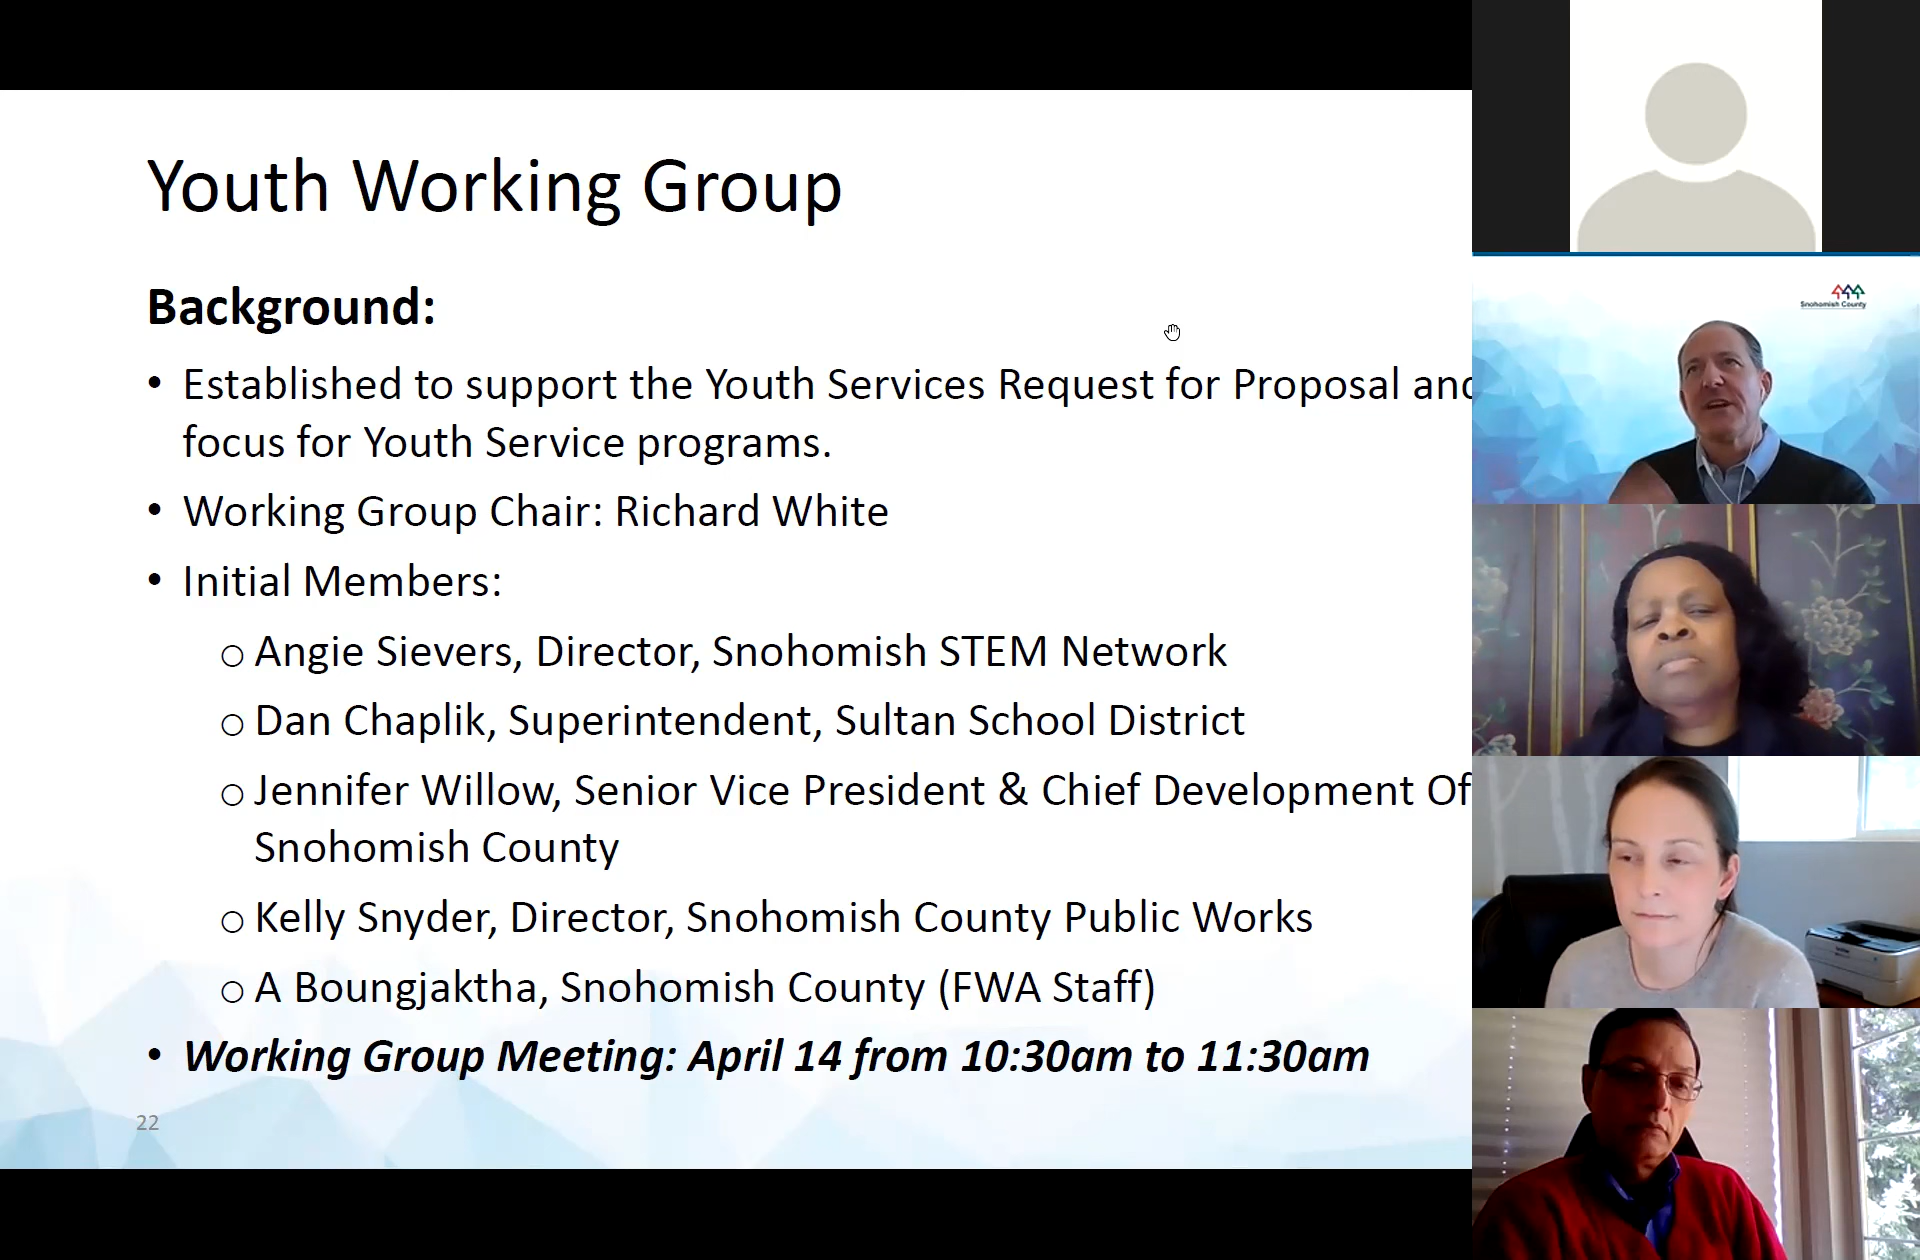 Youth Working Group
Background:
• Established to support the Youth Services Request for Proposal and
focus for Youth Service programs.
• Working Group Chair: Richard White
• Initial Members:
○ Angie Sievers, Director, Snohomish STEM Network
○ Dan Chaplik, Superintendent, Sultan School District
○ Jennifer Willow, Senior Vice President & Chief Development Of
Snohomish County
○ Kelly Snyder, Director, Snohomish County Public Works
○ A Boungjaktha, Snohomish County (FWA Staff)
• Working Group Meeting: April 14 from 10:30am to 11:30am
22
Snohomish County